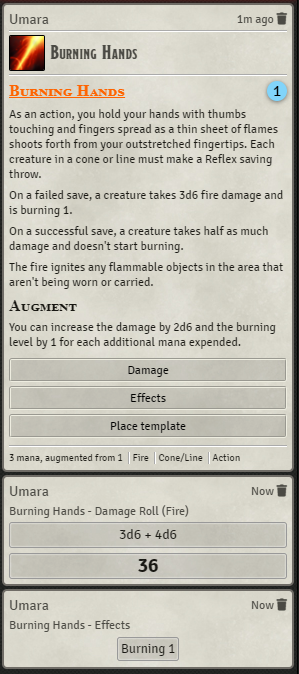 Umara 1m ago
Burning Hands
Burning Hands 1
As an action, you hold your hands with thumbs
touching and fingers spread as a thin sheet of flames
shoots forth from your outstretched fingertips. Each
creature in a cone or line must make a Reflex saving
throw.
On a failed save, a creature takes 3d6 fire damage and
is burning 1.
On a successful save, a creature takes half as much
damage and doesn't start burning.
The fire ignites any flammable objects in the area that
aren't being worn or carried.
Augment
You can increase the damage by 2d6 and the burning
level by 1 for each additional mana expended.
Damage
Effects
Place template
3 mana, augmented from 1 | Fire | Cone/Line | Action
Umara Now
Burning Hands - Damage Roll (Fire)
3d6 + 4d6
36
Umara Now
Burning Hands - Effects
Burning 1